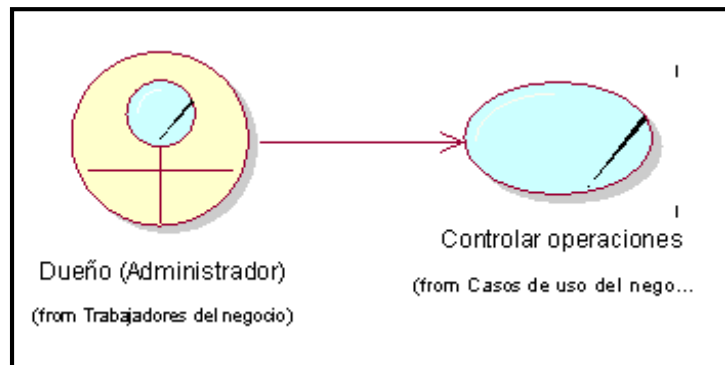 Dueño (Administrador)
(from Trabajadores del negocio)
Controlar operaciones
(from Casos de uso del nego...